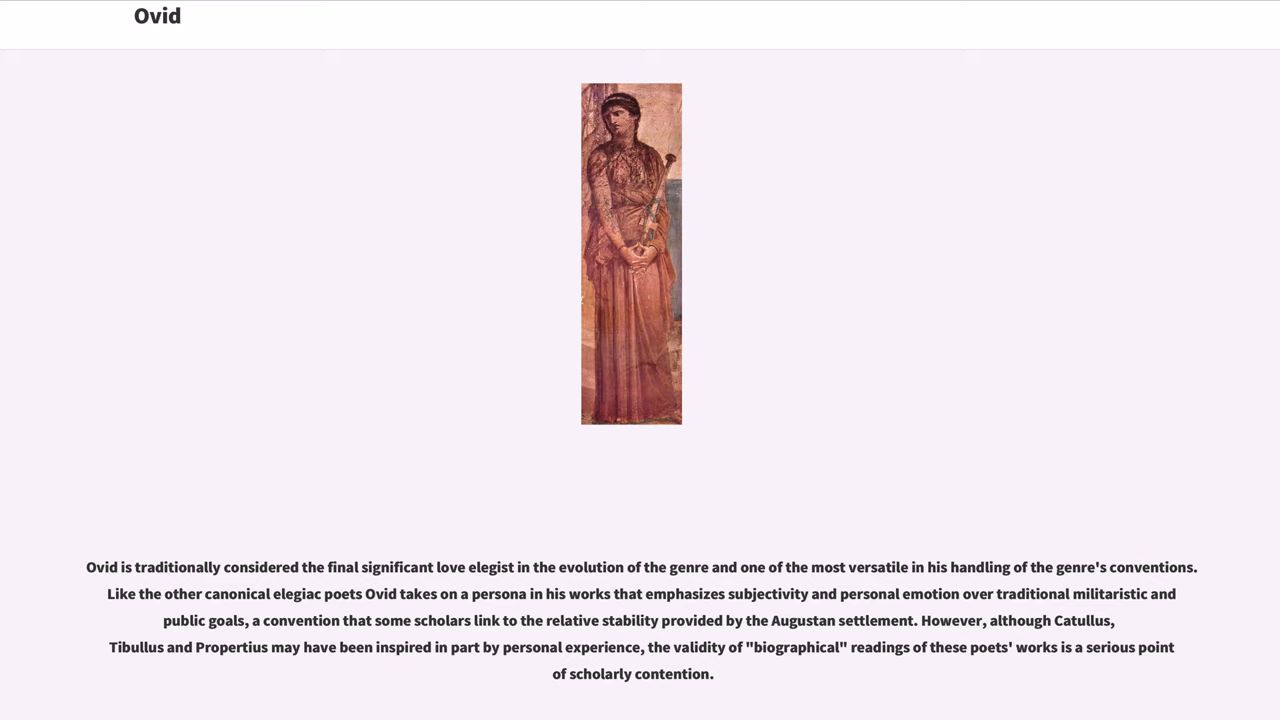 Ovid
Ovid is traditionally considered the final significant love elegist in the evolution of the genre and one of the most versatile in his handling of the genre's conventions.
Like the other canonical elegiac poets Ovid takes on a persona in his works that emphasizes subjectivity and personal emotion over traditional militaristic and
public goals, a convention that some scholars link to the relative stability provided by the Augustan settlement. However, although Catullus,
Tibullus and Propertius may have been inspired in part by personal experience, the validity of "biographical" readings of these poets' works is a serious point
of scholarly contention.